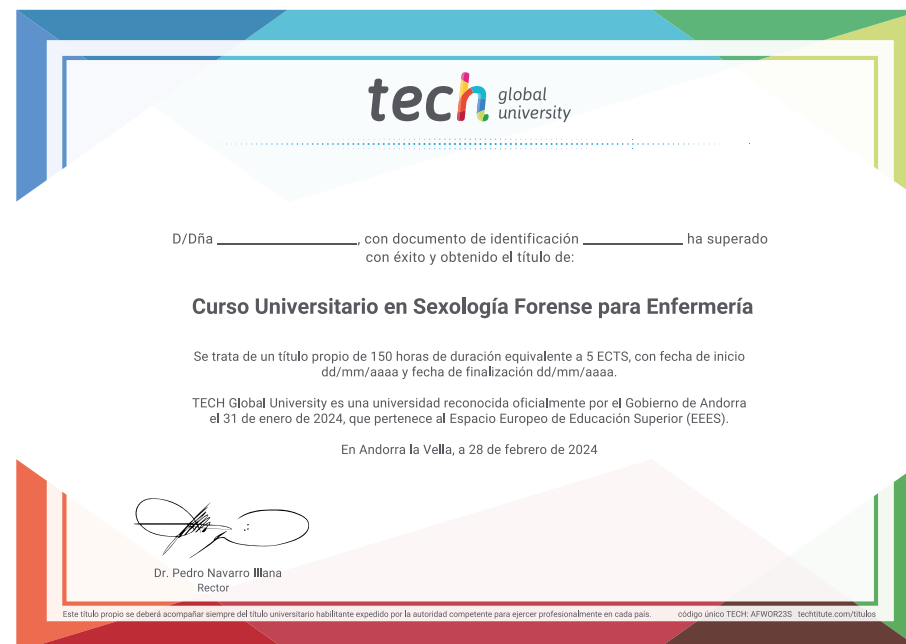 tech global university
D/Dña ____________________, con documento de identificación ______________ ha superado
con éxito y obtenido el título de:
Curso Universitario en Sexología Forense para Enfermería
Se trata de un título propio de 150 horas de duración equivalente a 5 ECTS, con fecha de inicio
dd/mm/aaaa y fecha de finalización dd/mm/aaaa.
TECH Global University es una universidad reconocida oficialmente por el Gobierno de Andorra
el 31 de enero de 2024, que pertenece al Espacio Europeo de Educación Superior (EEES).
En Andorra la Vella, a 28 de febrero de 2024
Dr. Pedro Navarro Illana
Rector
Este título propio se deberá acompañar siempre del título universitario habilitante expedido por la autoridad competente para ejercer profesionalmente en cada país. código único TECH: AFWOR23S techtitute.com/titulos